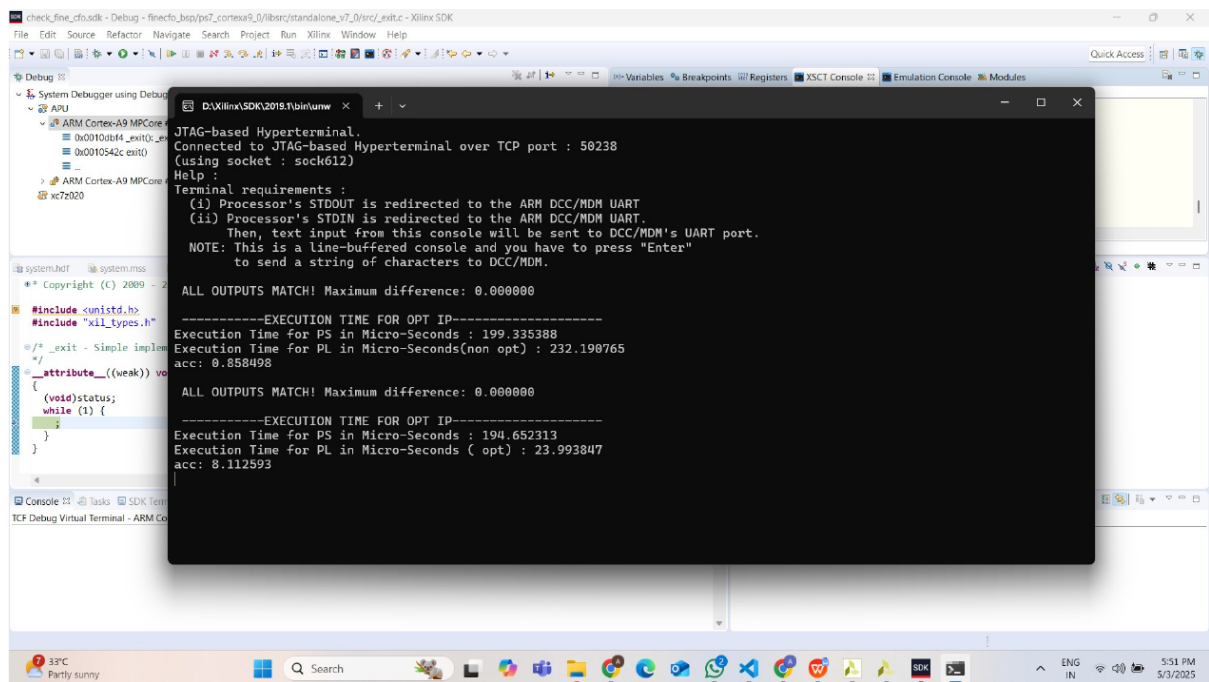 check_fine_cfo.sdk - Debug - finecfo_bsp/ps7_cortexa9_0/libsrc/standalone_v7_0/src/_exit.c - Xilinx SDK
File Edit Source Refactor Navigate Search Project Run Xilinx Window Help
Quick Access
Debug
Variables Breakpoints Registers XSCT Console Emulation Console Modules
System Debugger using Debug
APU
ARM Cortex-A9 MPCore
0x0010dbf4 _exit(): _ex
0x0010542c exit()
ARM Cortex-A9 MPCore
xc7z020
D:\Xilinx\SDK\2019.1\bin\unw
JTAG-based Hyperterminal.
Connected to JTAG-based Hyperterminal over TCP port : 50238
(using socket : sock612)
Help :
Terminal requirements :
(i) Processor's STDOUT is redirected to the ARM DCC/MDM UART
(ii) Processor's STDIN is redirected to the ARM DCC/MDM UART.
Then, text input from this console will be sent to DCC/MDM's UART port.
NOTE: This is a line-buffered console and you have to press "Enter"
to send a string of characters to DCC/MDM.
ALL OUTPUTS MATCH! Maximum difference: 0.000000
-----------EXECUTION TIME FOR OPT IP--------------------
Execution Time for PS in Micro-Seconds : 199.335388
Execution Time for PL in Micro-Seconds(non opt) : 232.190765
acc: 0.858498
ALL OUTPUTS MATCH! Maximum difference: 0.000000
-----------EXECUTION TIME FOR OPT IP--------------------
Execution Time for PS in Micro-Seconds : 194.652313
Execution Time for PL in Micro-Seconds ( opt) : 23.993847
acc: 8.112593
system.hdf system.mss
* Copyright (C) 2009 - 2
#include <unistd.h>
#include "xil_types.h"
/* _exit - Simple implem
*/
__attribute__((weak)) vo
{
(void)status;
while (1) {
;
}
}
Console Tasks SDK Term
TCF Debug Virtual Terminal - ARM Co
7
33°C
Partly sunny
Search
SDK
ENG
IN
5:51 PM
5/3/2025